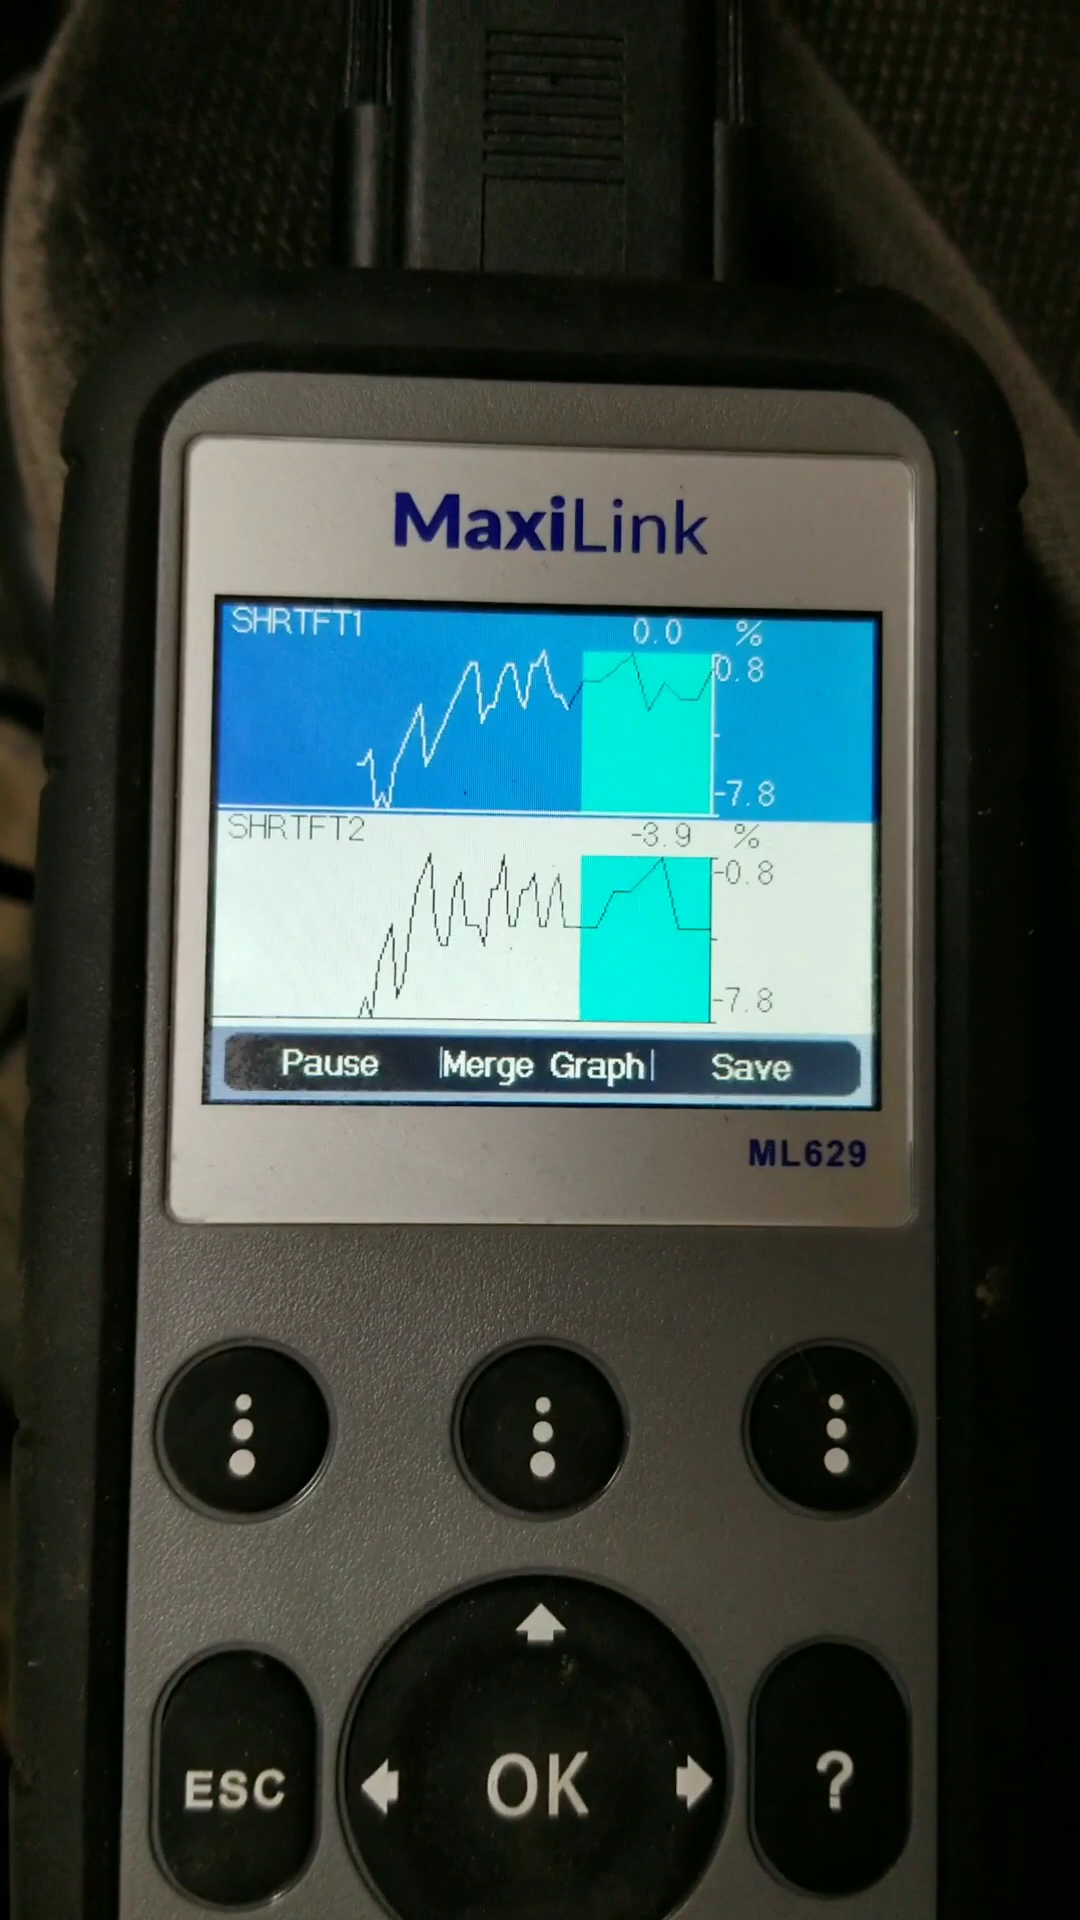 MaxiLink
SHRTFT1 0.0 %
0.8
-7.8
SHRTFT2 -3.9 %
-0.8
-7.8
Pause |Merge Graph| Save
ML629
ESC OK ?